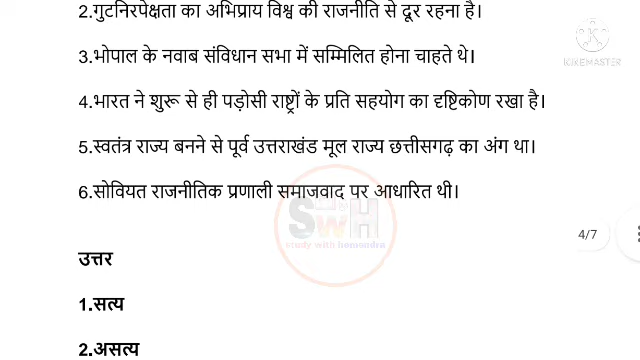 2.गुटनिरपेक्षता का अभिप्राय विश्व की राजनीति से दूर रहना है।
3.भोपाल के नवाब संविधान सभा में सम्मिलित होना चाहते थे।
4.भारत ने शुरू से ही पड़ोसी राष्ट्रों के प्रति सहयोग का दृष्टिकोण रखा है।
5.स्वतंत्र राज्य बनने से पूर्व उत्तराखंड मूल राज्य छत्तीसगढ़ का अंग था।
6.सोवियत राजनीतिक प्रणाली समाजवाद पर आधारित थी।
उत्तर
1.सत्य
2.असत्य
KINEMASTER
SwH
study with hemendra
4/7